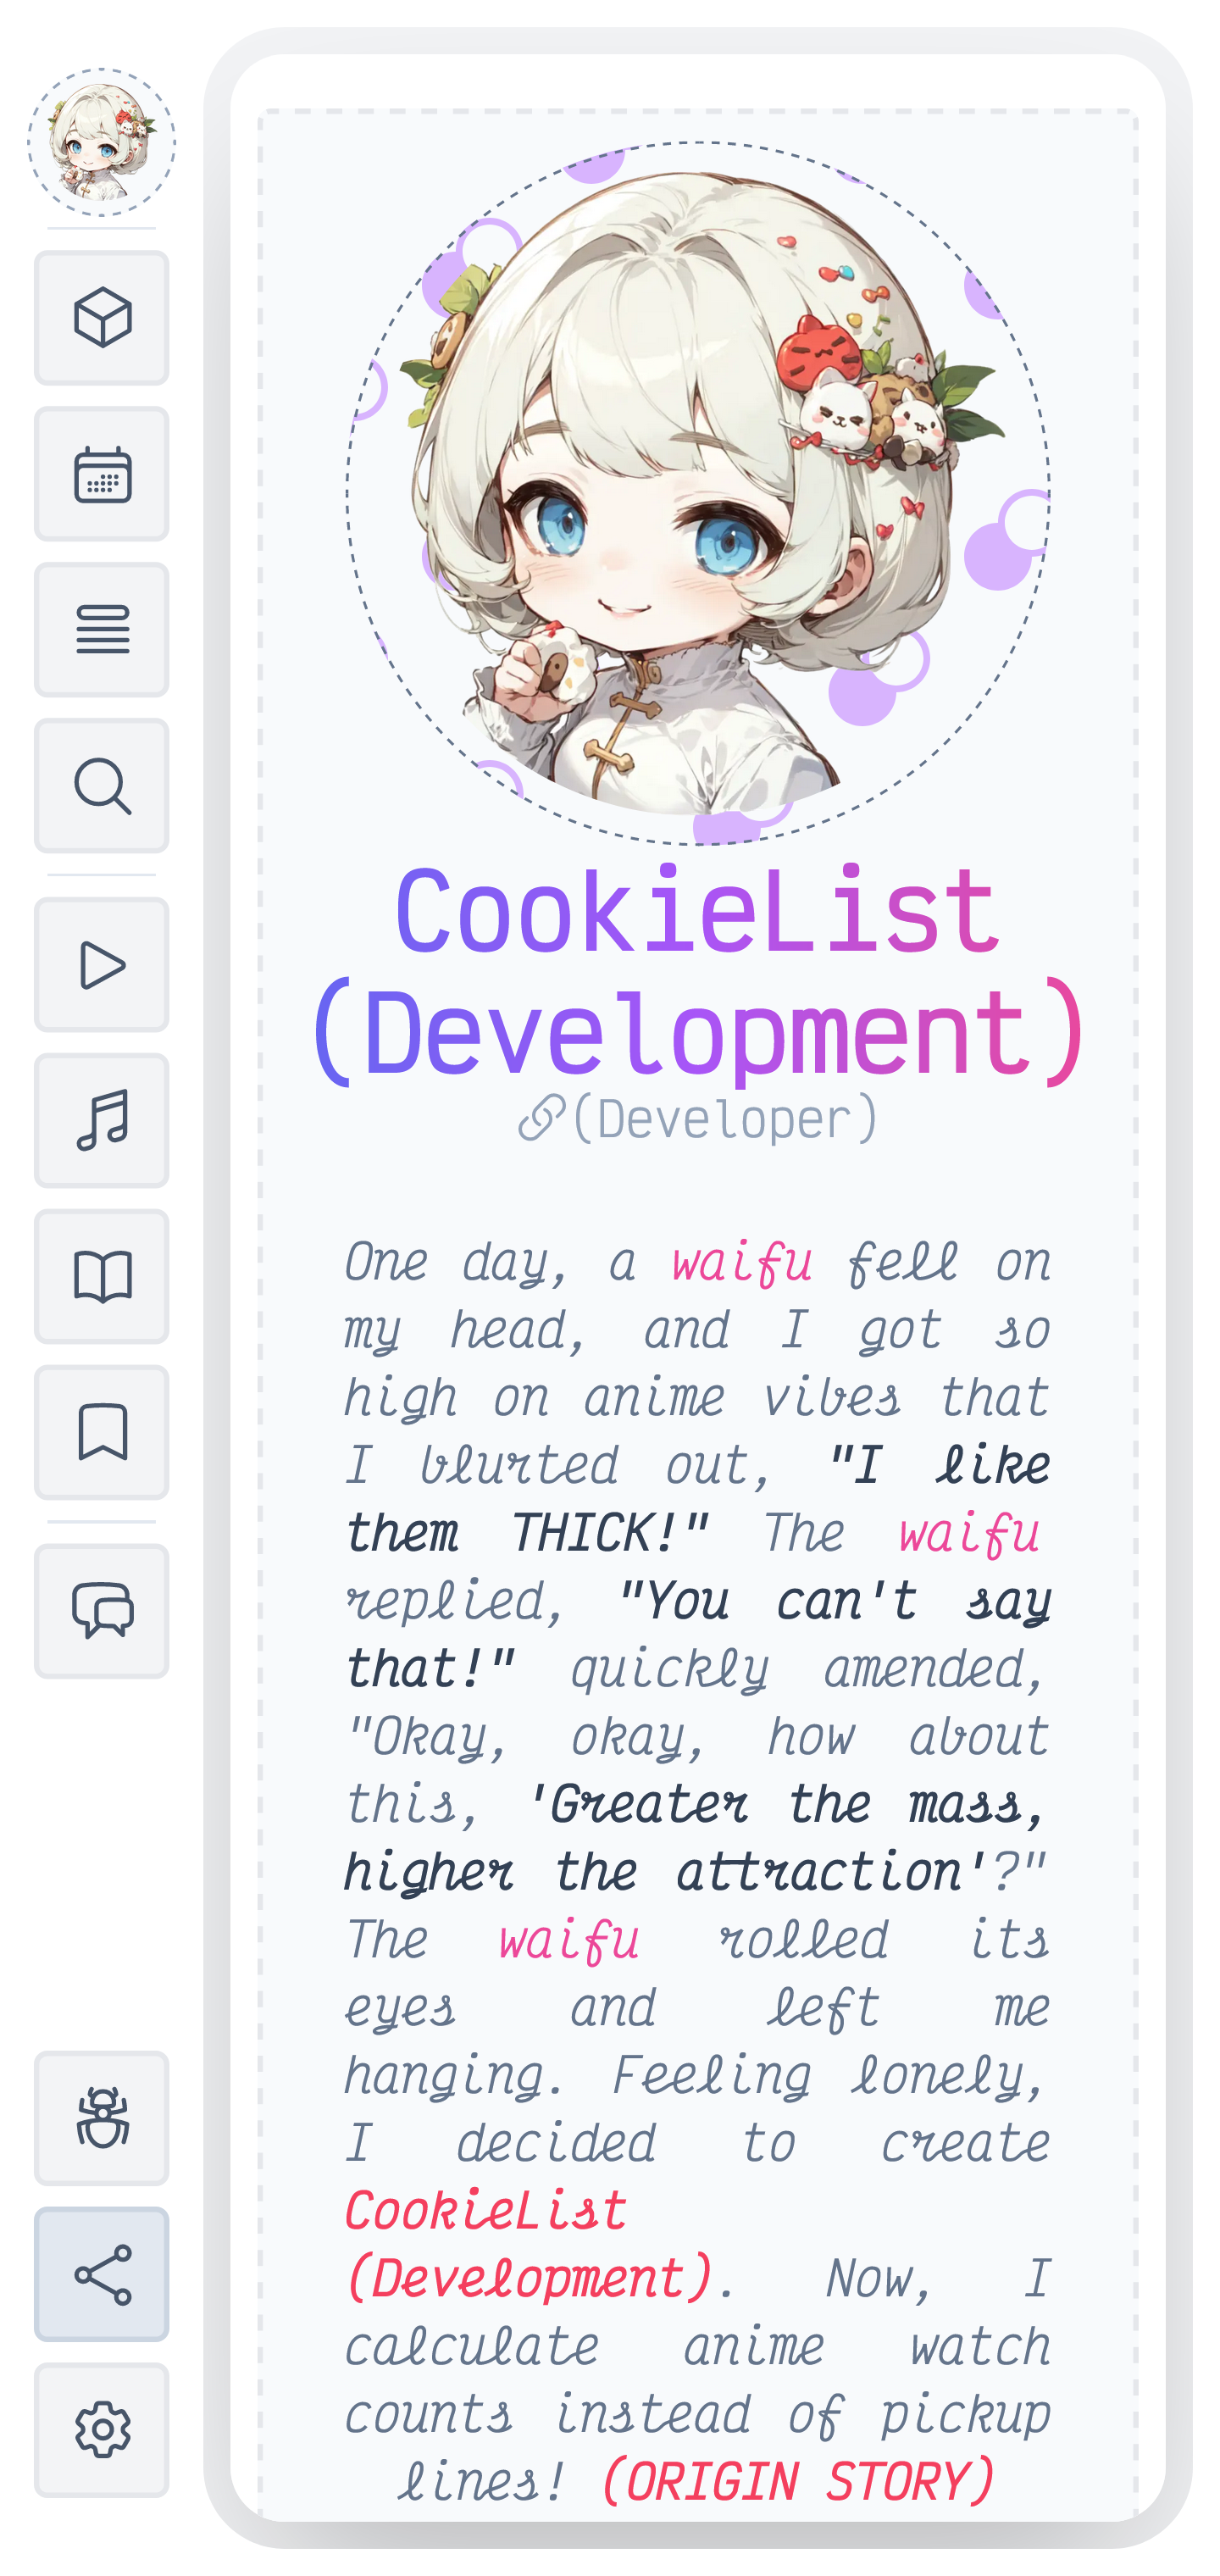 CookieList
(Development)
(Developer)
One day, a waifu fell on
my head, and I got so
high on anime vibes that
I blurted out, "I like
them THICK!" The waifu
replied, "You can't say
that!" quickly amended,
"Okay, okay, how about
this, 'Greater the mass,
higher the attraction'?"
The waifu rolled its
eyes and left me
hanging. Feeling lonely,
I decided to create
CookieList
(Development). Now, I
calculate anime watch
counts instead of pickup
lines! (ORIGIN STORY)